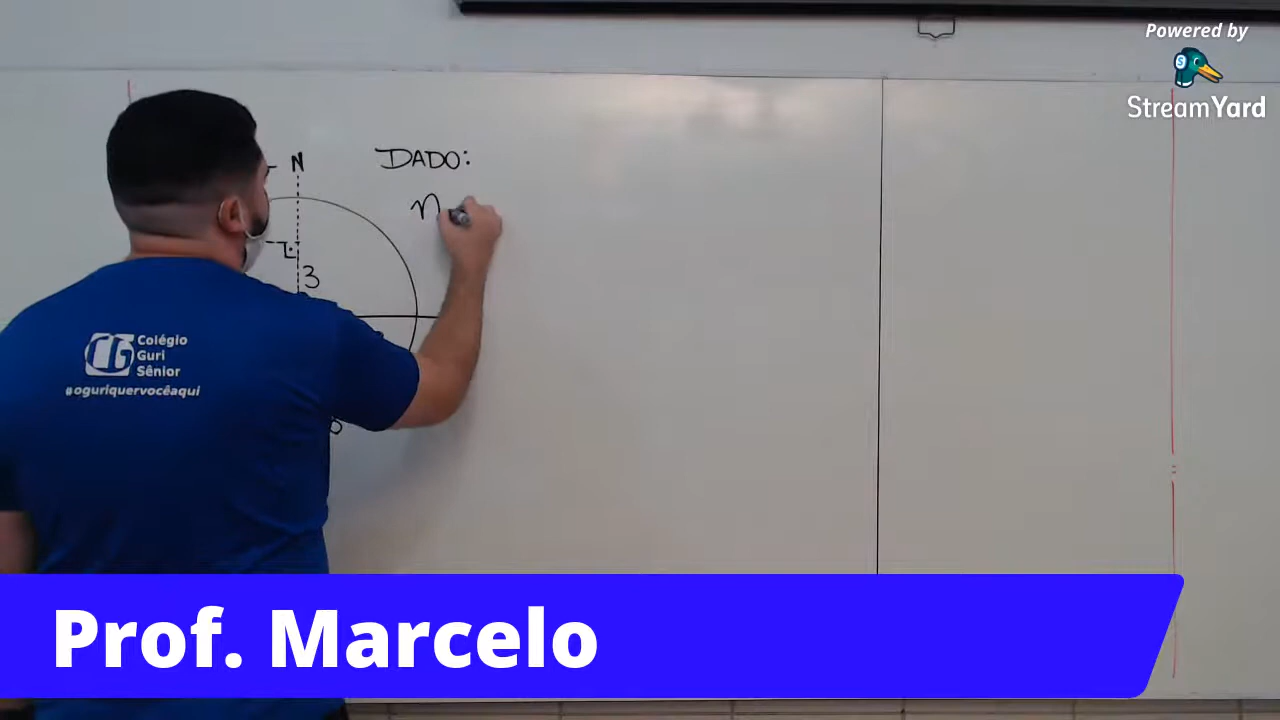 Powered by
StreamYard
N
DADO:
n
3
Colégio
Guri
Sênior
#oguriquervocêaqui
Prof. Marcelo